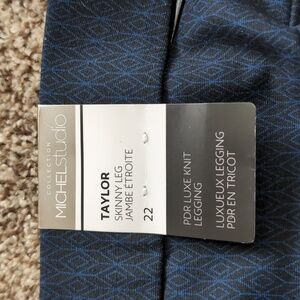 COLLECTION
MICHELstudio
TAYLOR
SKINNY LEG
JAMBE ÉTROITE
22
PDR LUXE KNIT
LEGGING
LUXUEUX LEGGING
PDR EN TRICOT